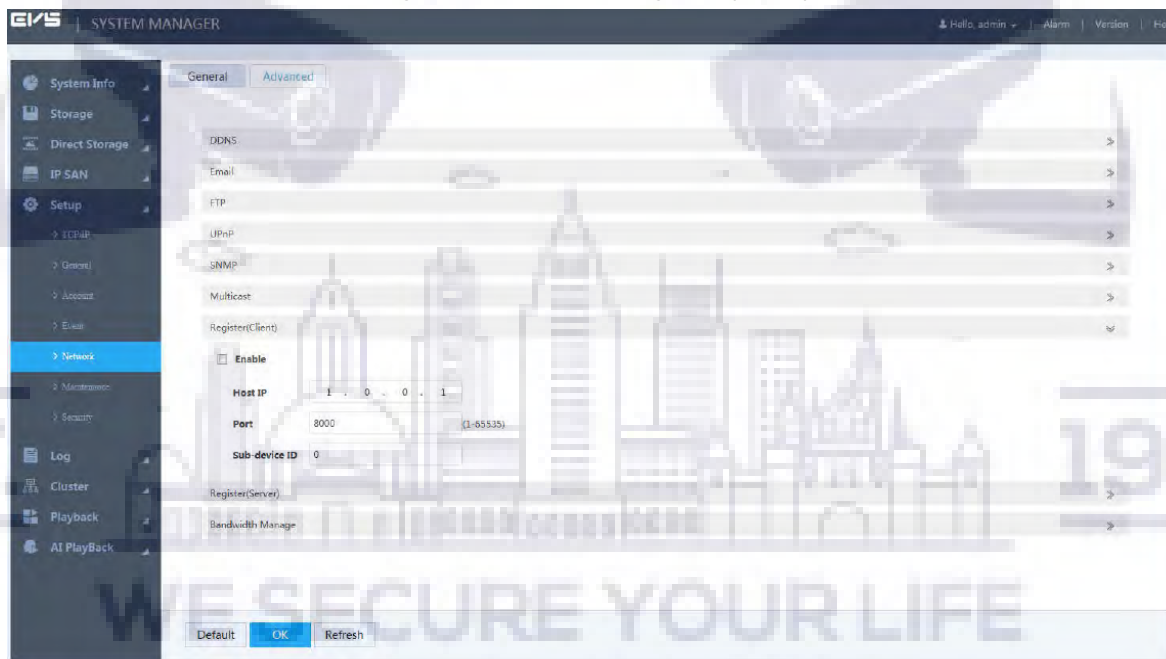 EVS | SYSTEM MANAGER
Hello, admin | Alarm | Version |
General Advanced
System Info
Storage
Direct Storage
IP SAN
Setup
> TCP/IP
> General
> Account
> Event
> Network
> Maintenance
> Security
Log
Cluster
Playback
AI PlayBack
DDNS
Email
FTP
UPnP
SNMP
Multicast
Register(Client)
Enable
Host IP 1 . 0 . 0 . 1
Port 8000 (1-65535)
Sub-device ID 0
Register(Server)
Bandwidth Manage
19
WE SECURE YOUR LIFE
Default OK Refresh